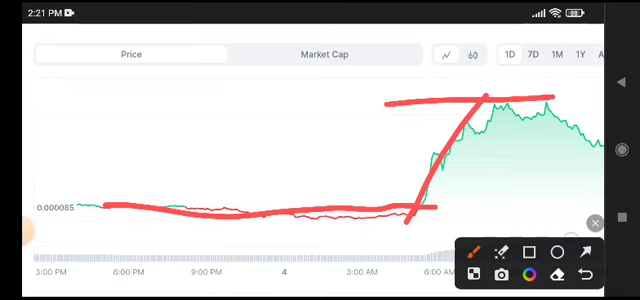 2:21 PM
Price Market Cap 1D 7D 1M 1Y A
0.000085
3:00 PM 6:00 PM 9:00 PM 4 3:00 AM 6:00 AM